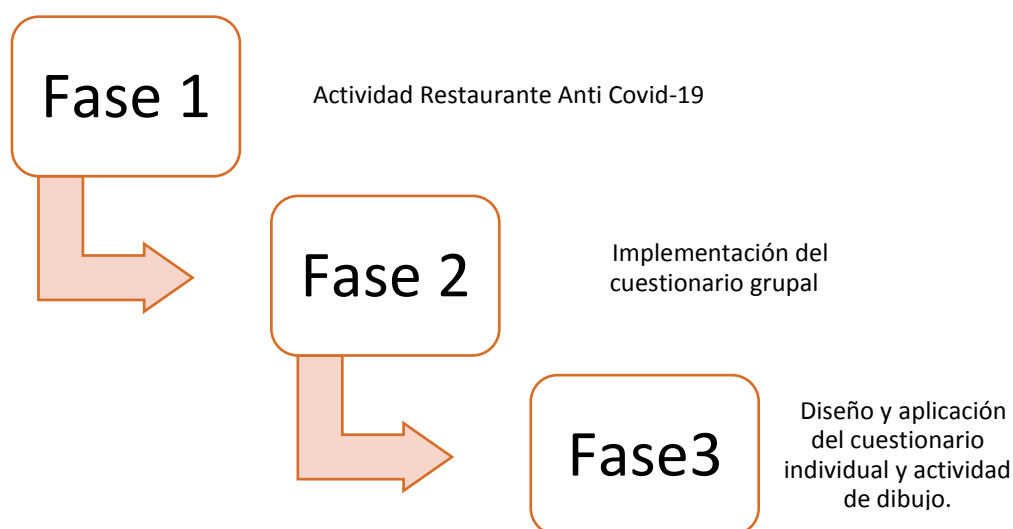 Fase 1
Actividad Restaurante Anti Covid-19
Fase 2
Implementación del
cuestionario grupal
Fase3
Diseño y aplicación
del cuestionario
individual y actividad
de dibujo.